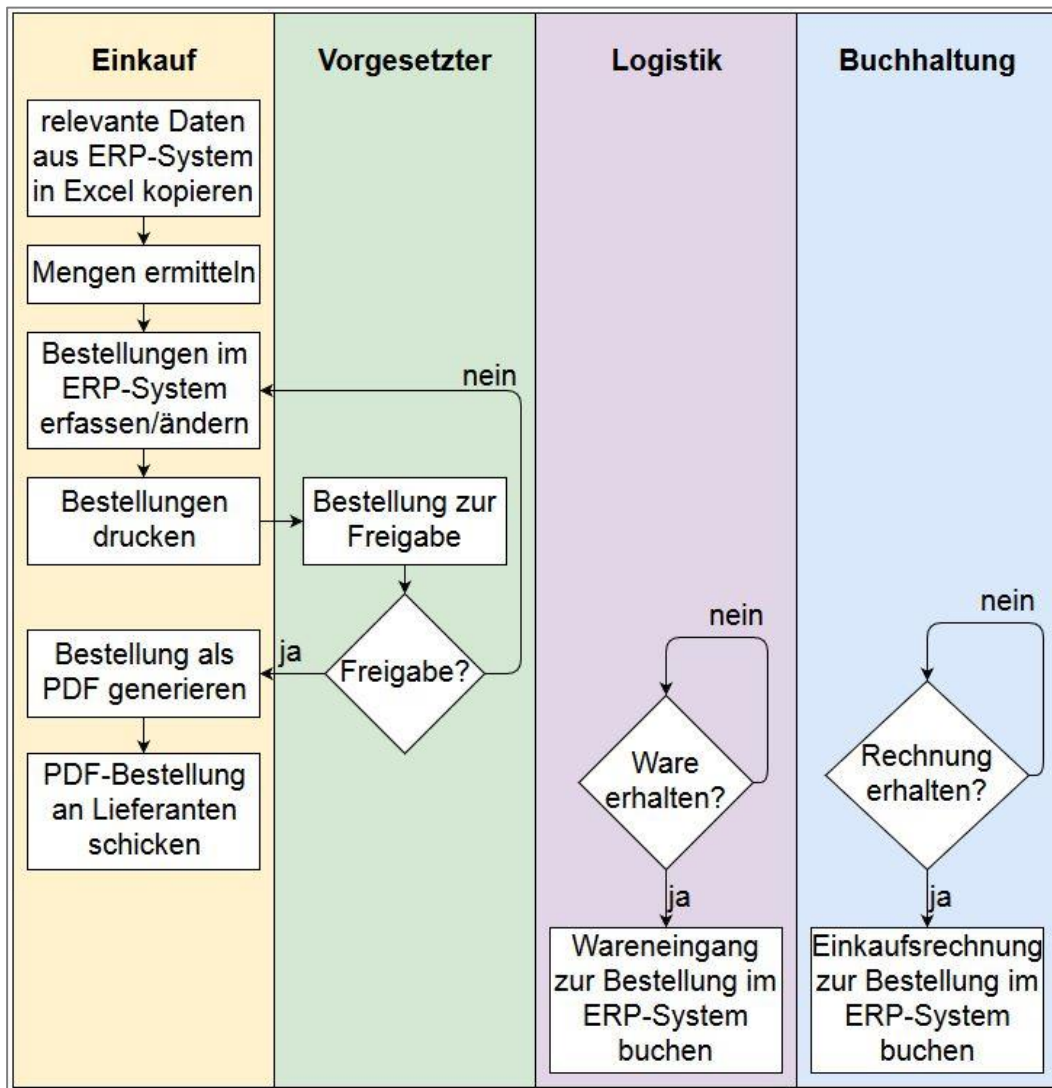 Einkauf
Vorgesetzter
Logistik
Buchhaltung
relevante Daten
aus ERP-System
in Excel kopieren
Mengen ermitteln
Bestellungen im
ERP-System
erfassen/ändern
nein
Bestellungen
drucken
Bestellung zur
Freigabe
Freigabe?
ja
Bestellung als
PDF generieren
PDF-Bestellung
an Lieferanten
schicken
nein
Ware
erhalten?
ja
Wareneingang
zur Bestellung im
ERP-System
buchen
nein
Rechnung
erhalten?
ja
Einkaufsrechnung
zur Bestellung im
ERP-System
buchen